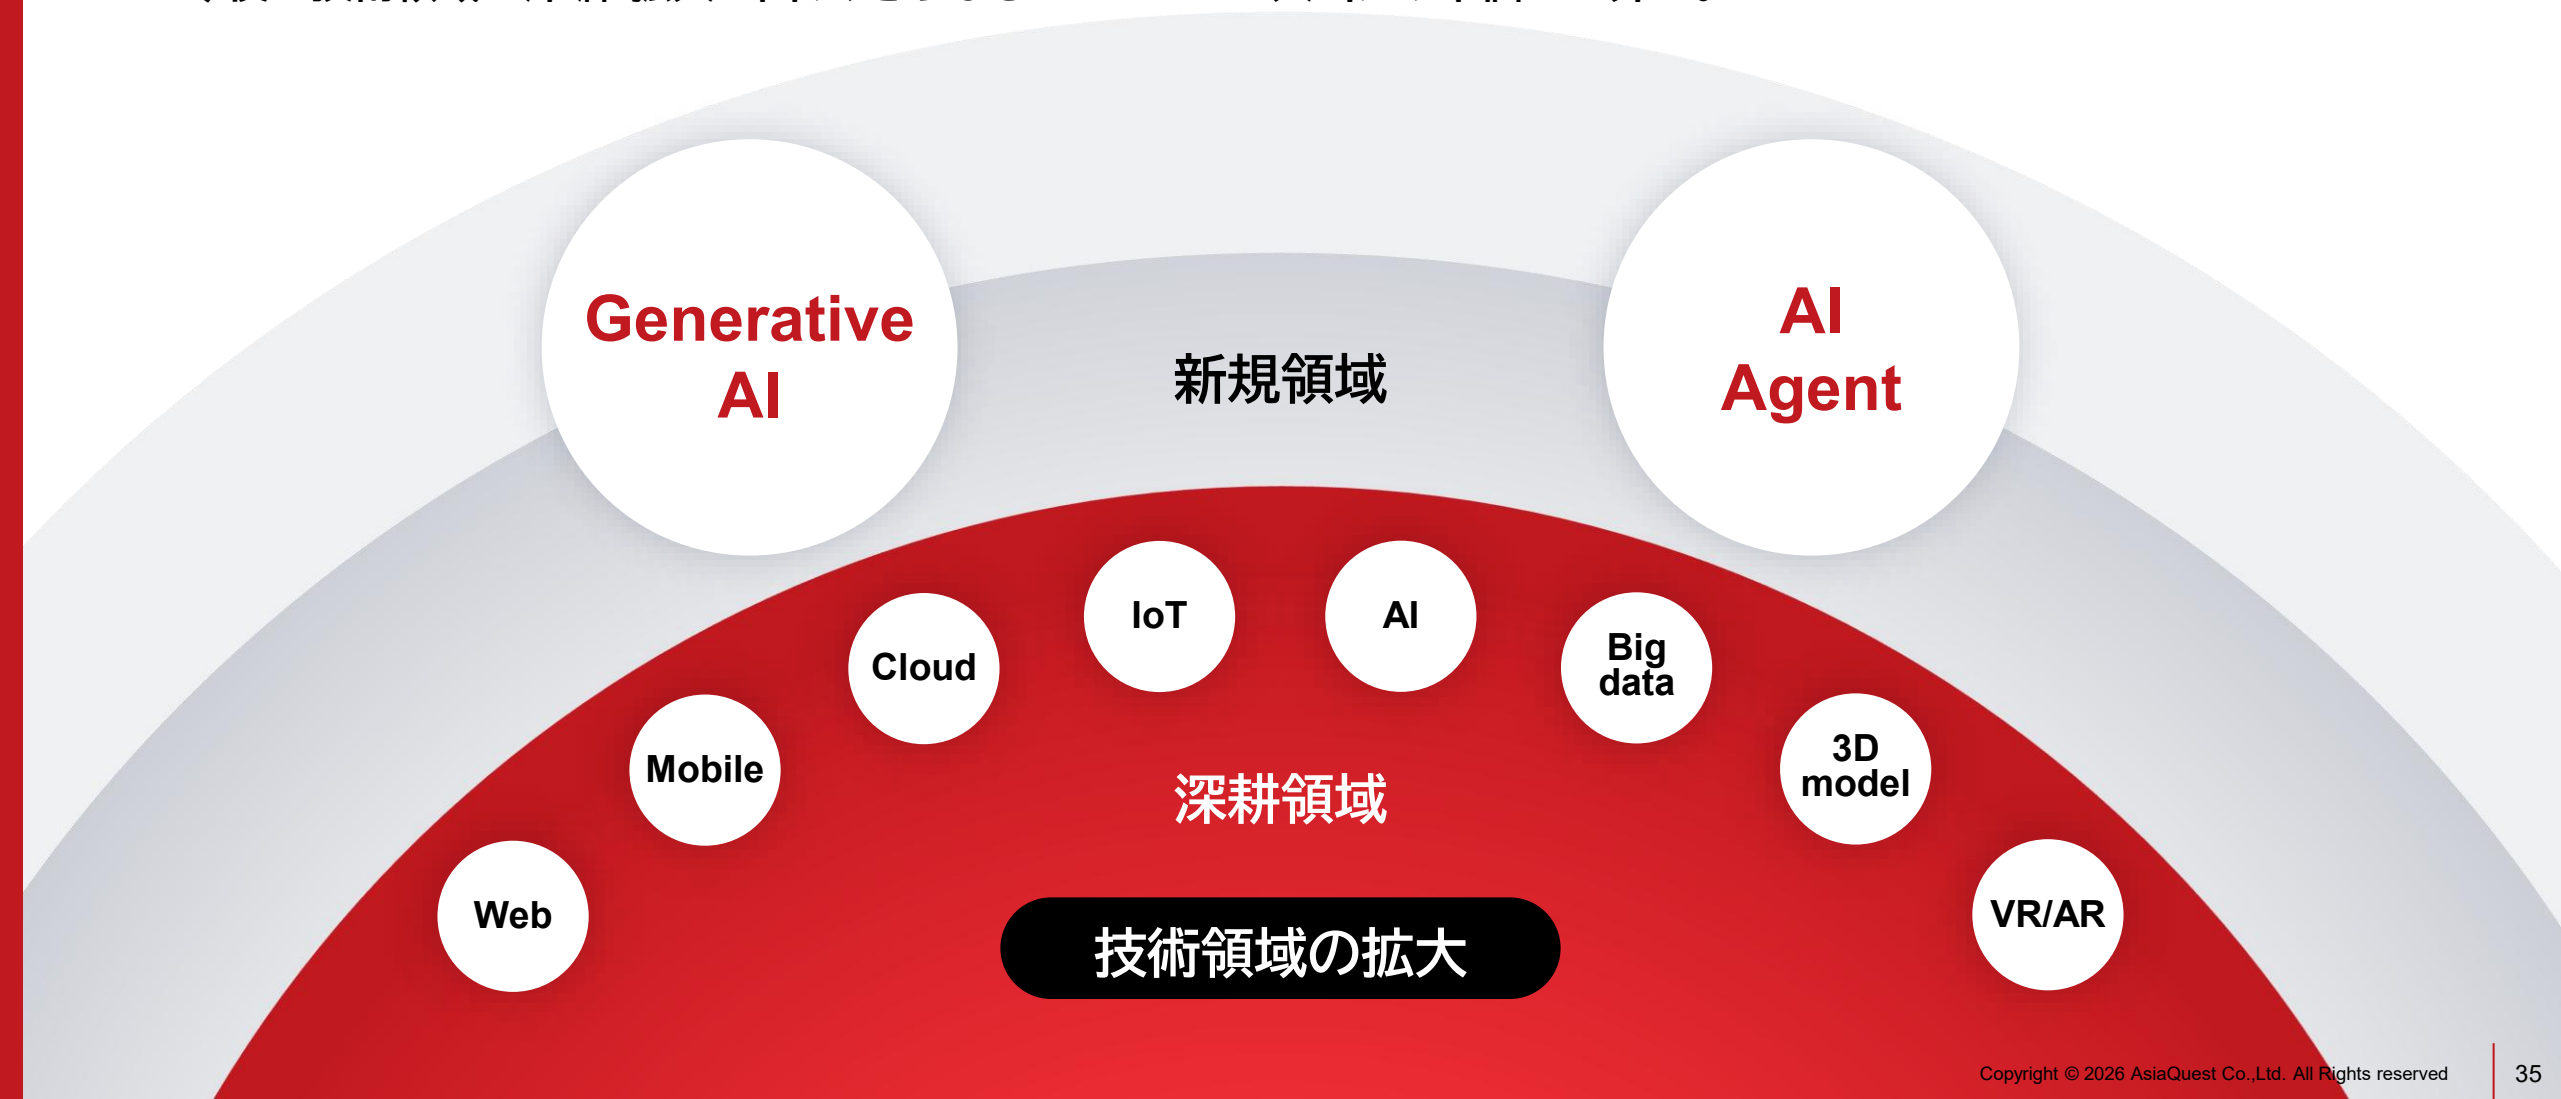 Generative
AI
AI
Agent
新規領域
IoT
AI
Cloud
Big
data
Mobile
3D
model
深耕領域
Web
VR/AR
技術領域の拡大
Copyright © 2026 AsiaQuest Co.,Ltd. All Rights reserved
35